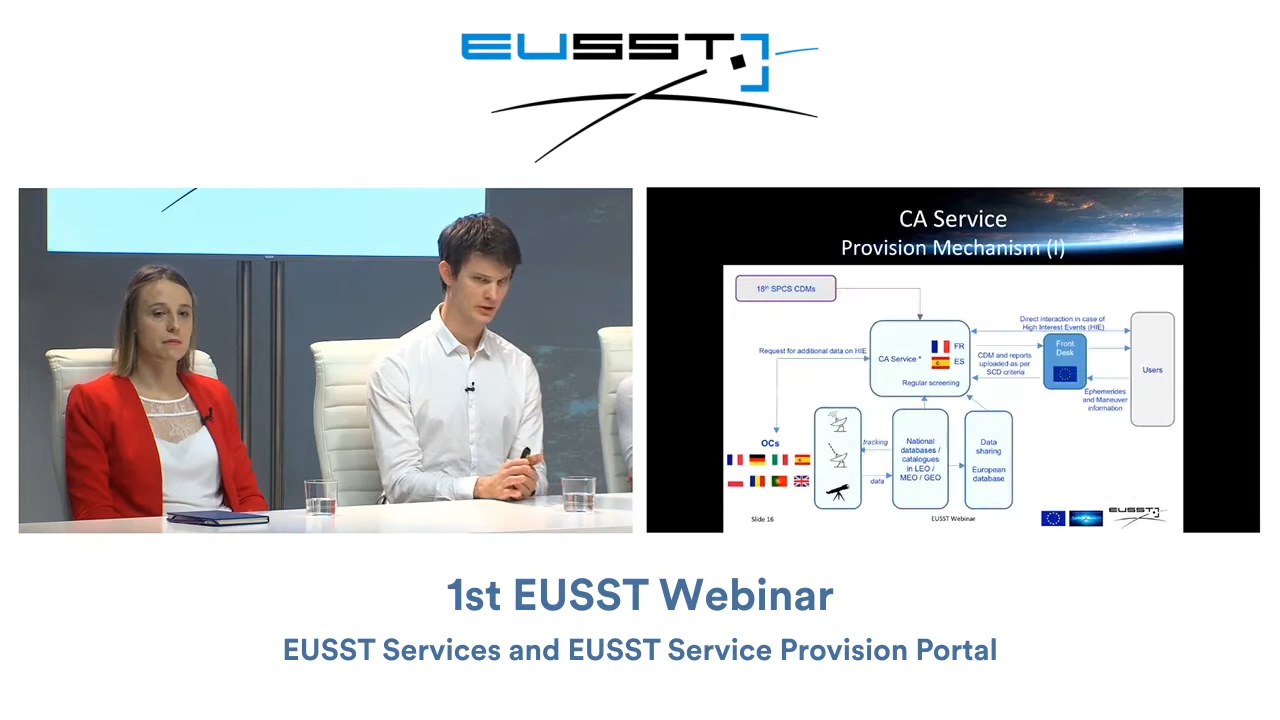 EUSST
CA Service
Provision Mechanism (I)
18th SPCS CDMs
Direct interaction in case of
High Interest Events (HIE)
Request for additional data on HIE
CA Service *
FR
ES
Regular screening
CDM and reports
uploaded as per
SCD criteria
Front
Desk
Users
Ephemerides
and Maneuver
information
OCs
tracking
data
National
databases /
catalogues
in LEO /
MEO / GEO
Data
sharing
European
database
Slide 16
EUSST Webinar
EUSST
1st EUSST Webinar
EUSST Services and EUSST Service Provision Portal